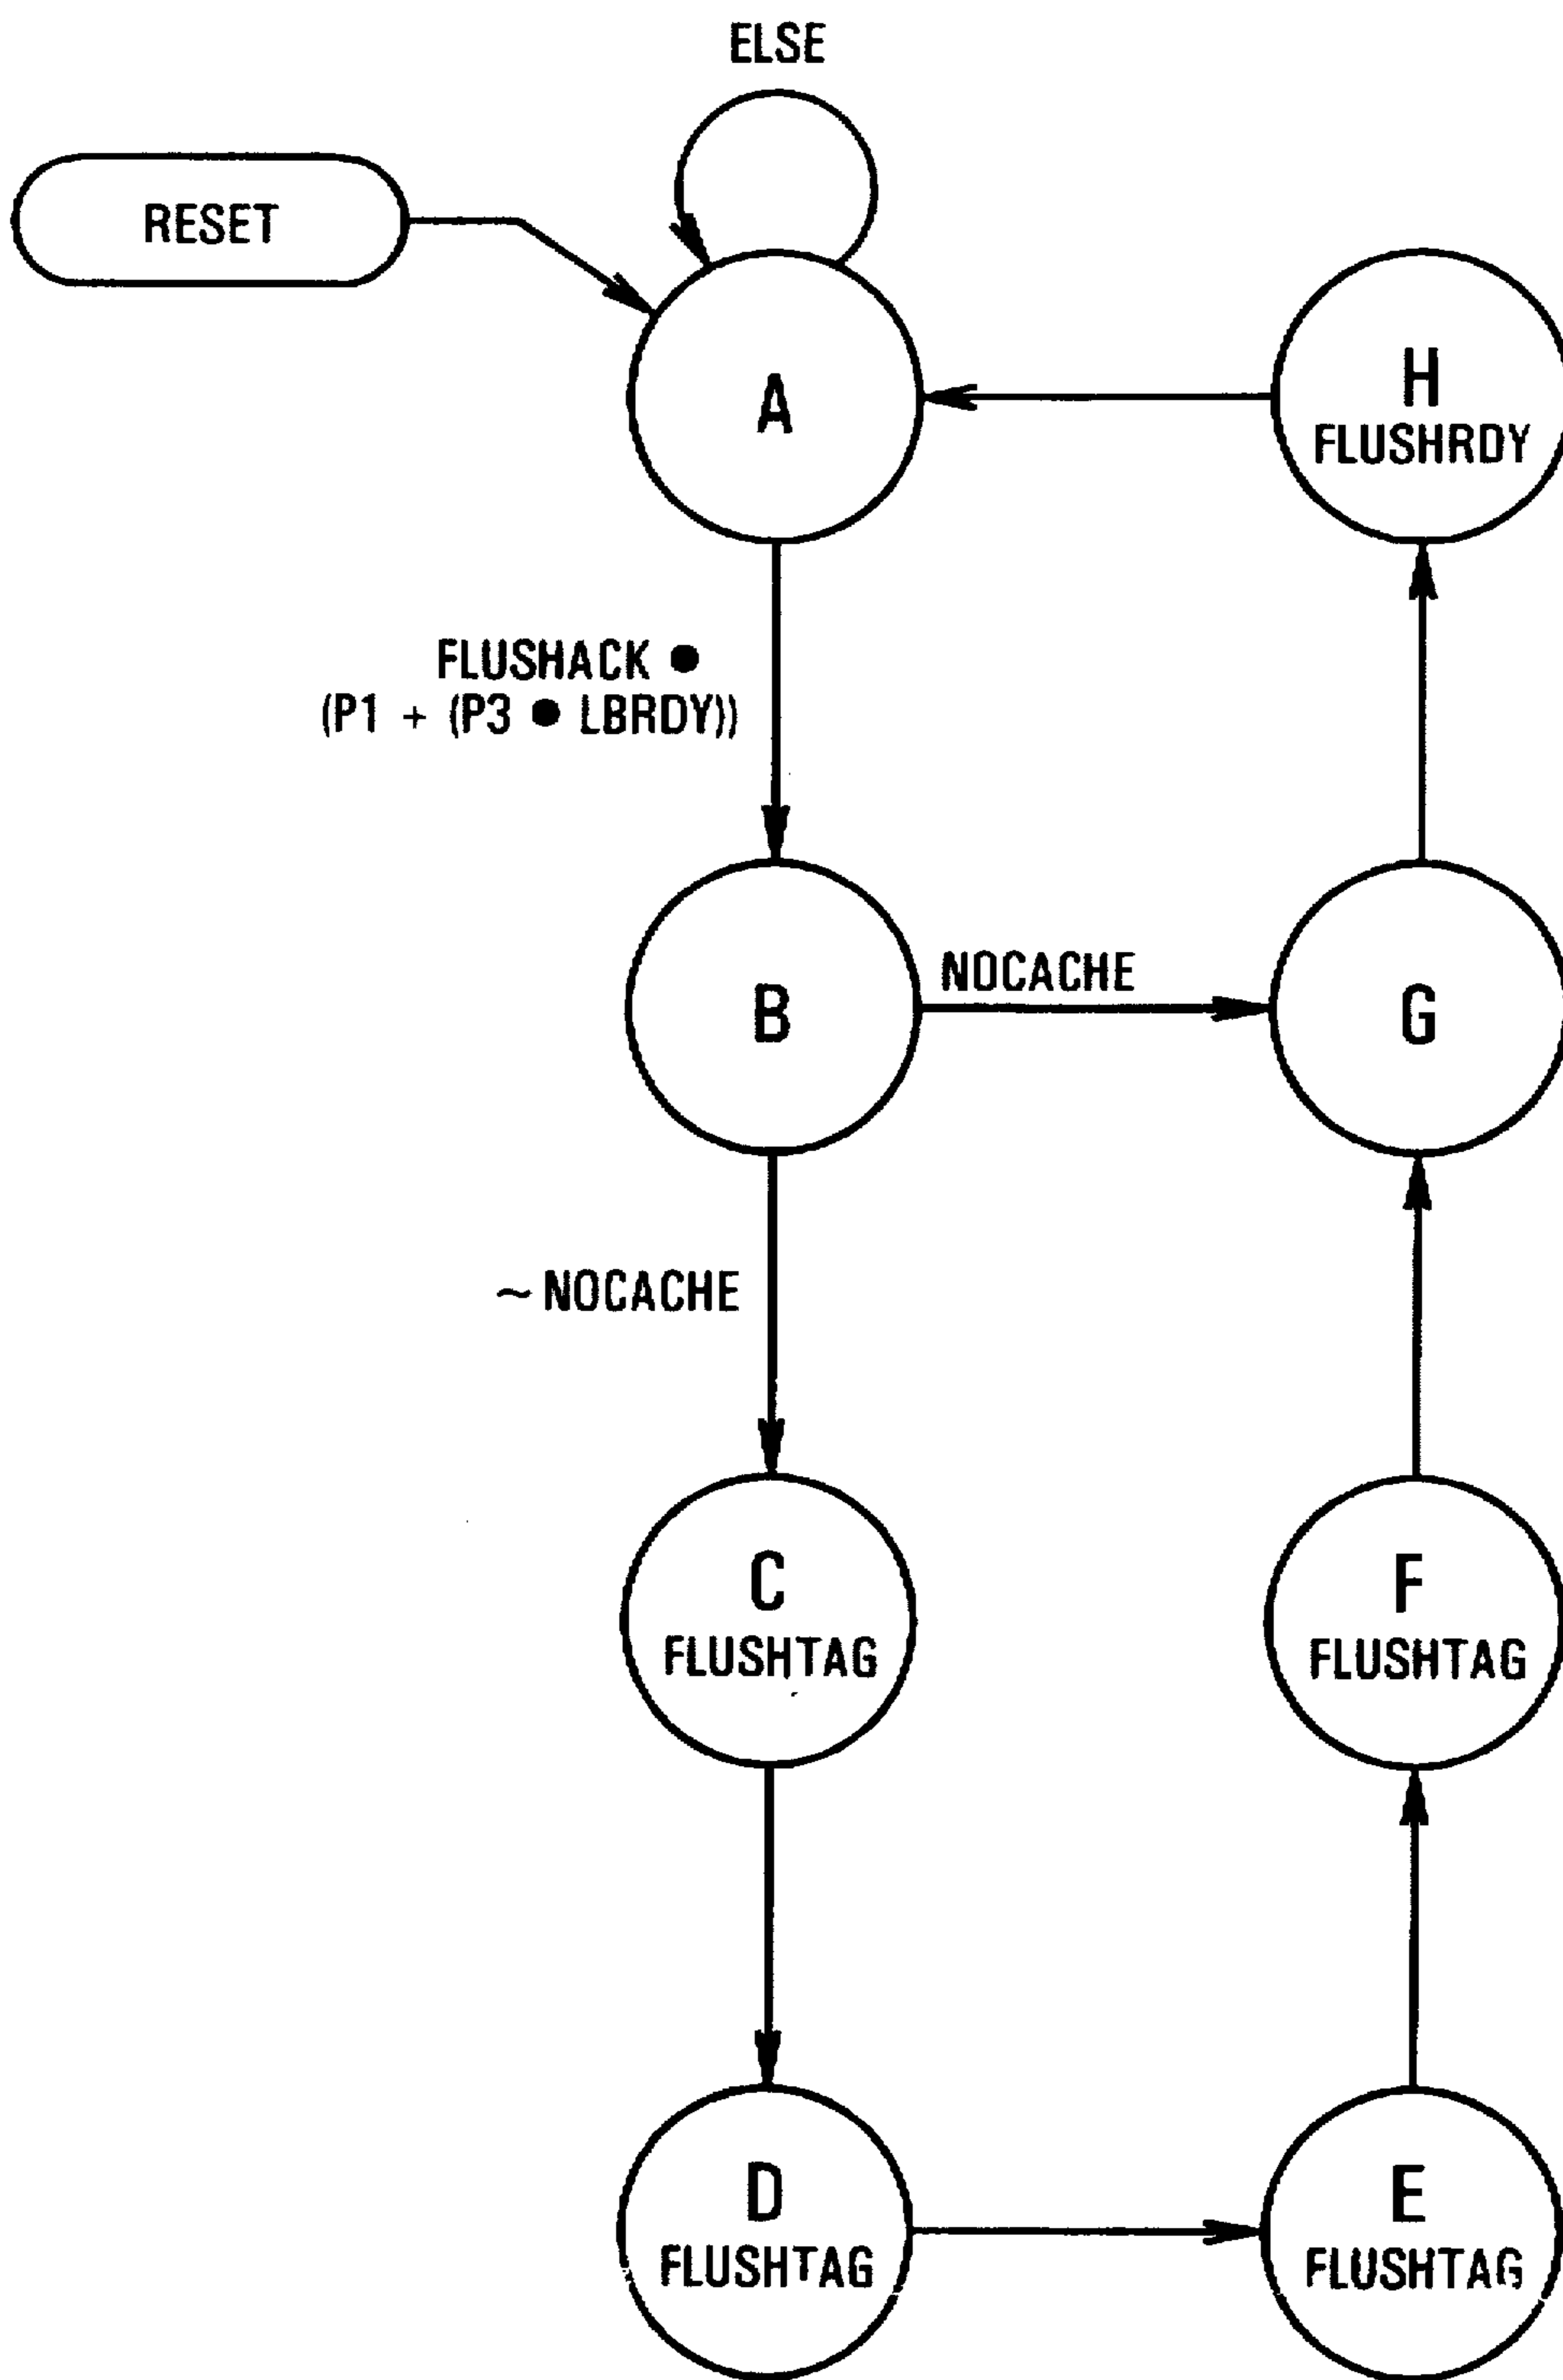 ELSE
RESET
A
H
FLUSHRDY
FLUSHACK ●
(P1 + (P3 ● LBRDY))
B
NOCACHE
G
~NOCACHE
C
FLUSHTAG
F
FLUSHTAG
D
FLUSHTAG
E
FLUSHTAG